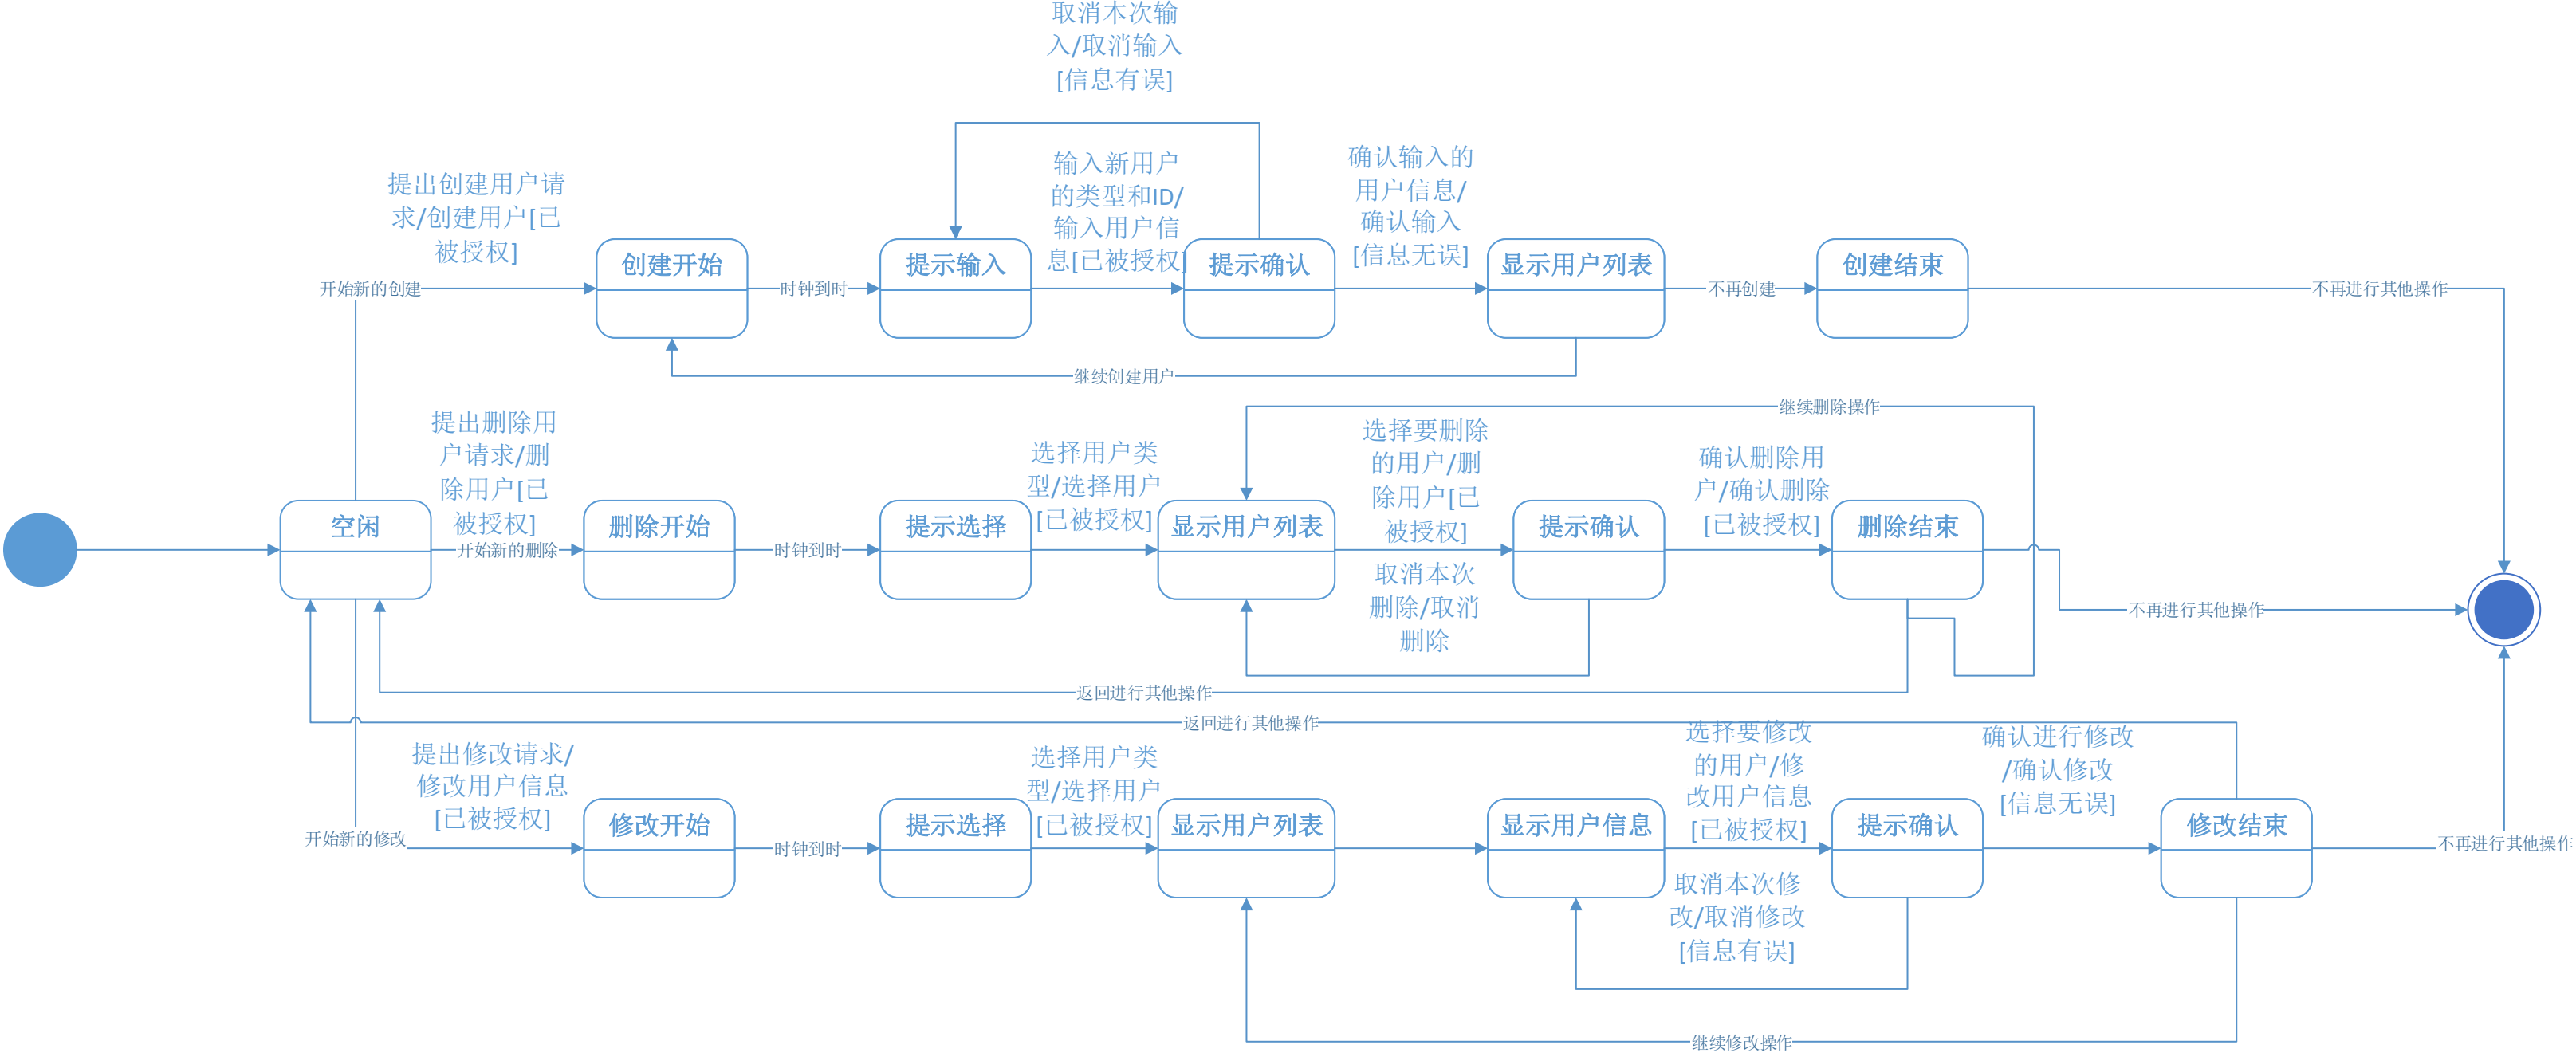 取消本次输
入/取消输入
[信息有误]
提出创建用户请
求/创建用户[已
被授权]
输入新用户
的类型和ID/
输入用户信
息[已被授权]
确认输入的
用户信息/
确认输入
[信息无误]
创建开始
提示输入
提示确认
显示用户列表
创建结束
开始新的创建
时钟到时
不再创建
不再进行其他操作
继续创建用户
继续删除操作
提出删除用
户请求/删
除用户[已
被授权]
选择用户类
型/选择用户
[已被授权]
选择要删除
的用户/删
除用户[已
被授权]
确认删除用
户/确认删除
[已被授权]
空闲
删除开始
提示选择
显示用户列表
提示确认
删除结束
开始新的删除
时钟到时
取消本次
删除/取消
删除
不再进行其他操作
返回进行其他操作
返回进行其他操作
提出修改请求/
修改用户信息
[已被授权]
选择用户类
型/选择用户
[已被授权]
选择要修改
的用户/修
改用户信息
[已被授权]
确认进行修改
/确认修改
[信息无误]
修改开始
提示选择
显示用户列表
显示用户信息
提示确认
修改结束
开始新的修改
时钟到时
不再进行其他操作
取消本次修
改/取消修改
[信息有误]
继续修改操作